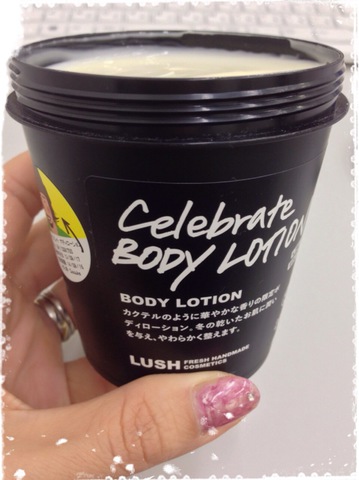 Celebrate
BODY LOTION
BODY LOTION
カクテルのように華やかな香りの限定ボ
ディローション。冬の乾いたお肌に潤い
を与え、やわらかく整えます。
LUSH FRESH HANDMADE
COSMETICS